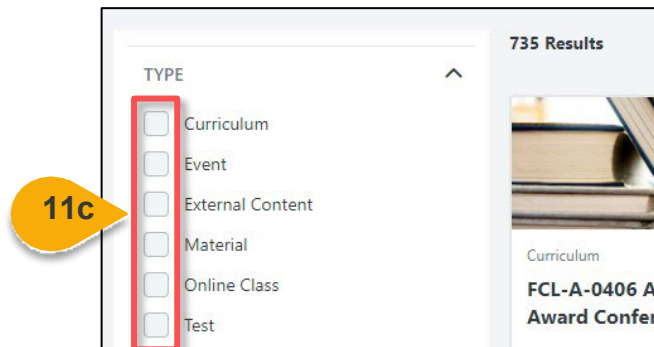 735 Results
TYPE
Curriculum
Event
External Content
Material
Online Class
Test
11c
Curriculum
FCL-A-0406 A
Award Confer